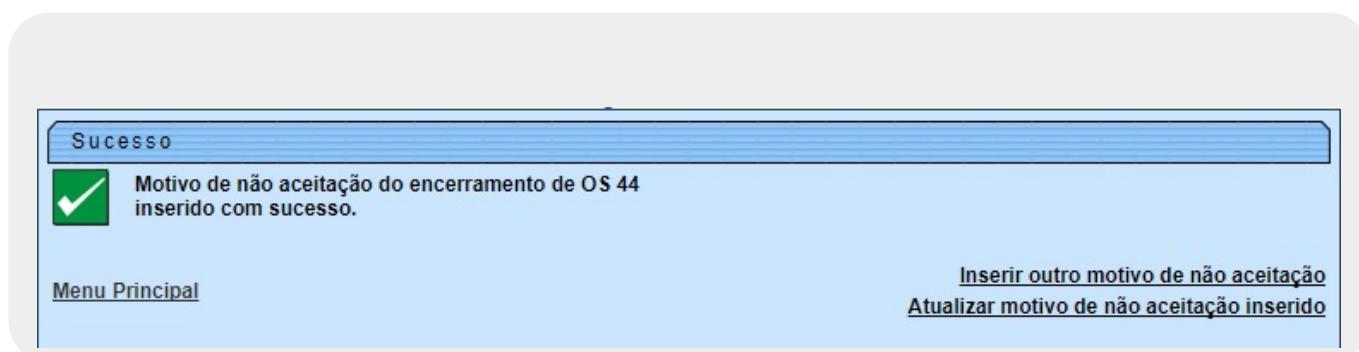 Sucesso
Motivo de não aceitação do encerramento de OS 44
inserido com sucesso.
Menu Principal
Inserir outro motivo de não aceitação
Atualizar motivo de não aceitação inserido